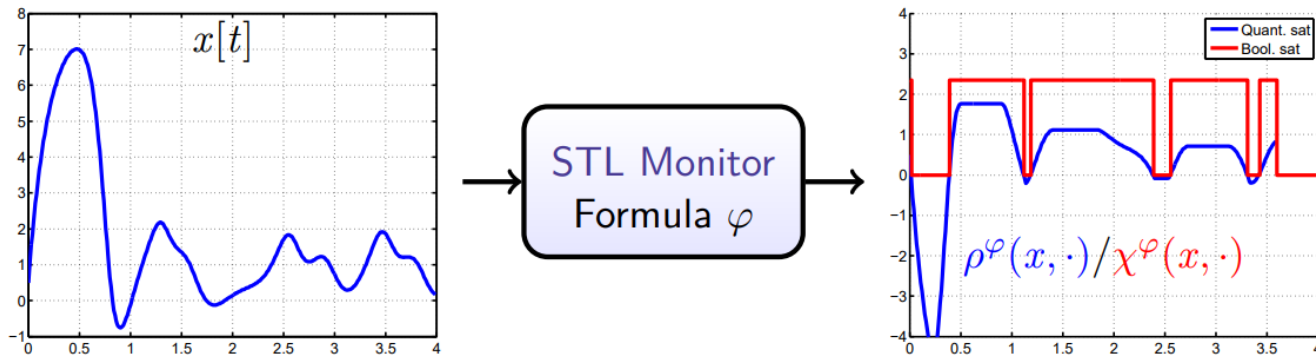 x[t]
8
7
6
5
4
3
2
1
0
−1
0 0.5 1 1.5 2 2.5 3 3.5 4
STL Monitor
Formula φ
4
3
2
1
0
−1
−2
−3
−4
Quant. sat
Bool. sat
ρ^φ(x, ·)/χ^φ(x, ·)
0.5 1 1.5 2 2.5 3 3.5 4